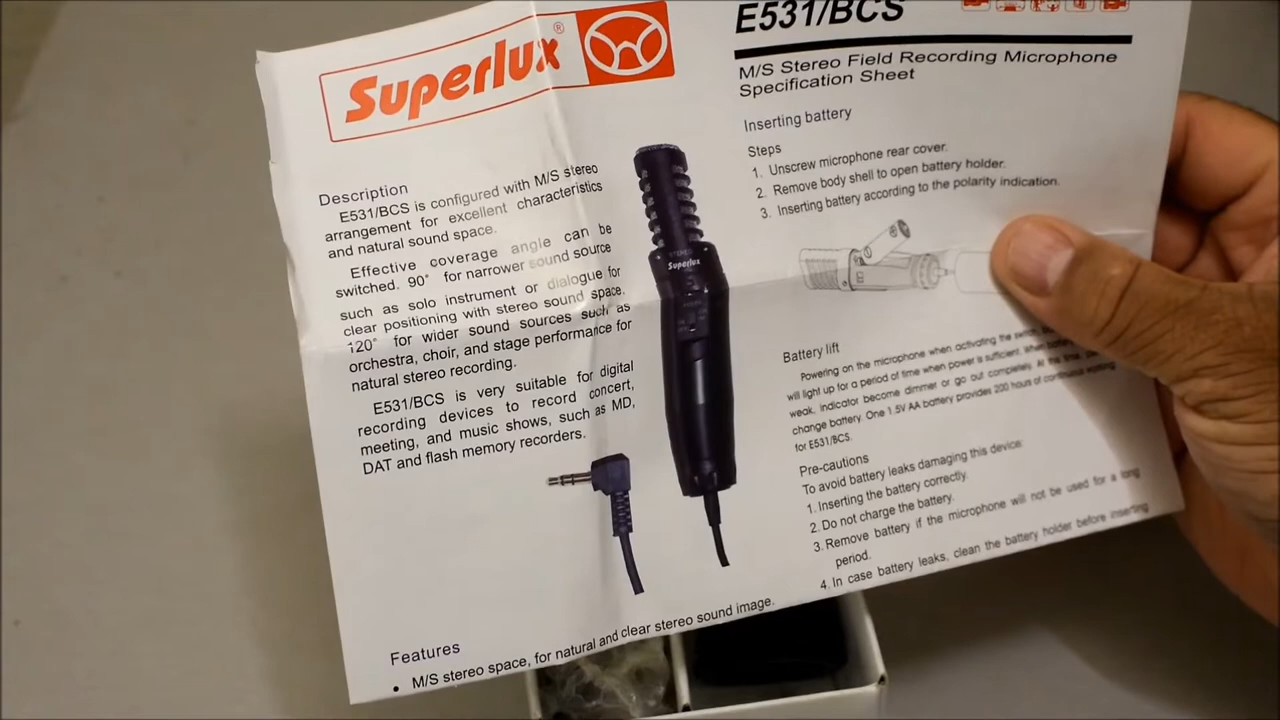 Superlux®
Description
E531/BCS is configured with M/S stereo
arrangement for excellent characteristics
and natural sound space.
Effective coverage angle can be
switched. 90° for narrower sound source
such as solo instrument or dialogue for
clear positioning with stereo sound space.
120° for wider sound sources such as
orchestra, choir, and stage performance for
natural stereo recording.
E531/BCS is very suitable for digital
recording devices to record concert,
meeting, and music shows, such as MD,
DAT and flash memory recorders.
Features
• M/S stereo space, for natural and clear stereo sound image.
STEREO
Superlux
E531/BCS
M/S Stereo Field Recording Microphone
Specification Sheet
Inserting battery
Steps
1. Unscrew microphone rear cover.
2. Remove body shell to open battery holder.
3. Inserting battery according to the polarity indication.
Battery lift
Powering on the microphone when activating the switch,
will light up for a period of time when power is sufficient. When
weak, indicator become dimmer or go out completely. At this time,
change battery. One 1.5V AA battery provides 200 hours of continuous
for E531/BCS.
Pre-cautions
To avoid battery leaks damaging this device:
1. Inserting the battery correctly.
2. Do not charge the battery.
3. Remove battery if the microphone will not be used for a long
period.
4. In case battery leaks, clean the battery holder before inserting